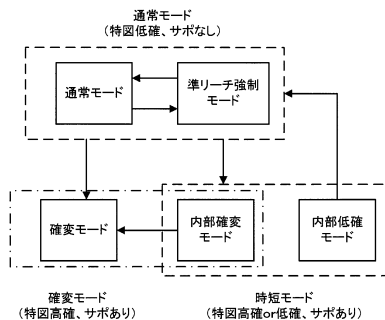 通常モード
(特図低確、サポなし)
通常モード
準リーチ強制
モード
確変モード
内部確変
モード
内部低確
モード
確変モード
(特図高確、サポあり)
時短モード
(特図高確or低確、サポあり)